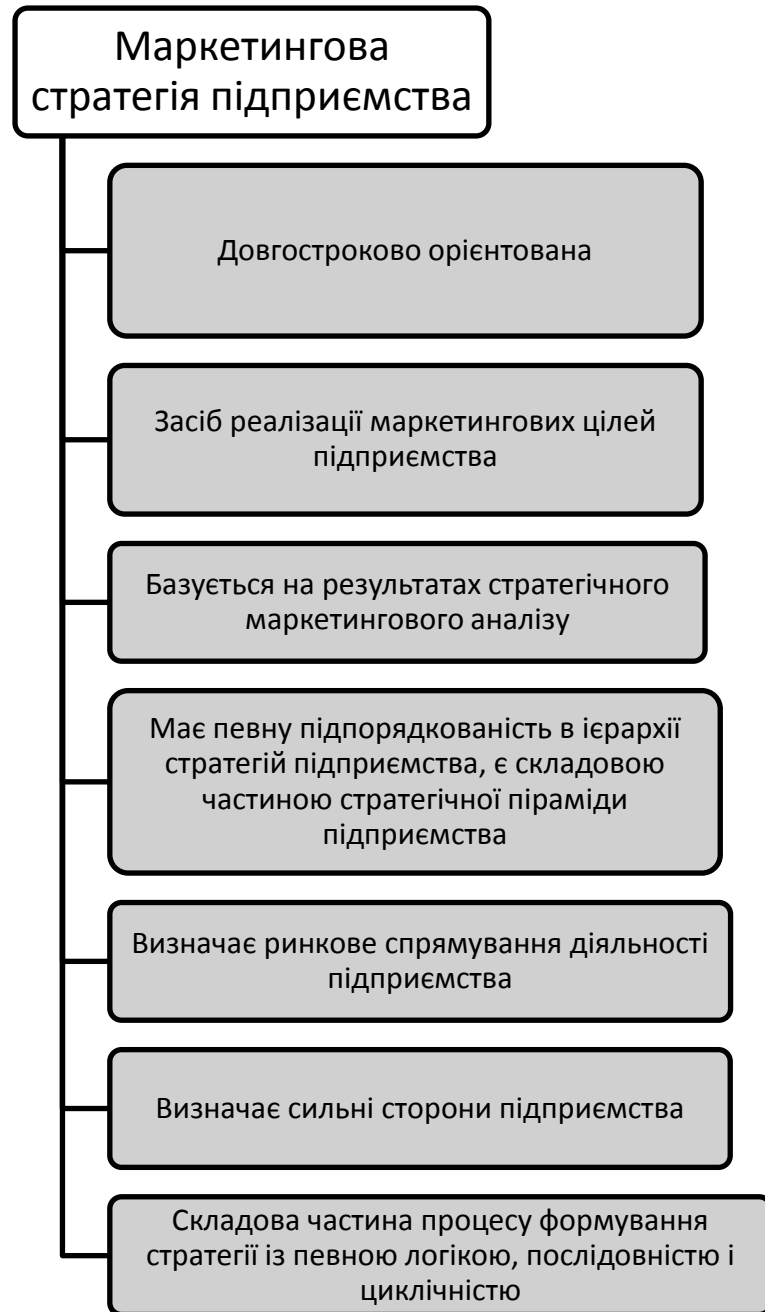 Маркетингова
стратегія підприємства
Довгостроково орієнтована
Засіб реалізації маркетингових цілей
підприємства
Базується на результатах стратегічного
маркетингового аналізу
Має певну підпорядкованість в ієрархії
стратегій підприємства, є складовою
частиною стратегічної піраміди
підприємства
Визначає ринкове спрямування діяльності
підприємства
Визначає сильні сторони підприємства
Складова частина процесу формування
стратегії із певною логікою, послідовністю і
циклічністю